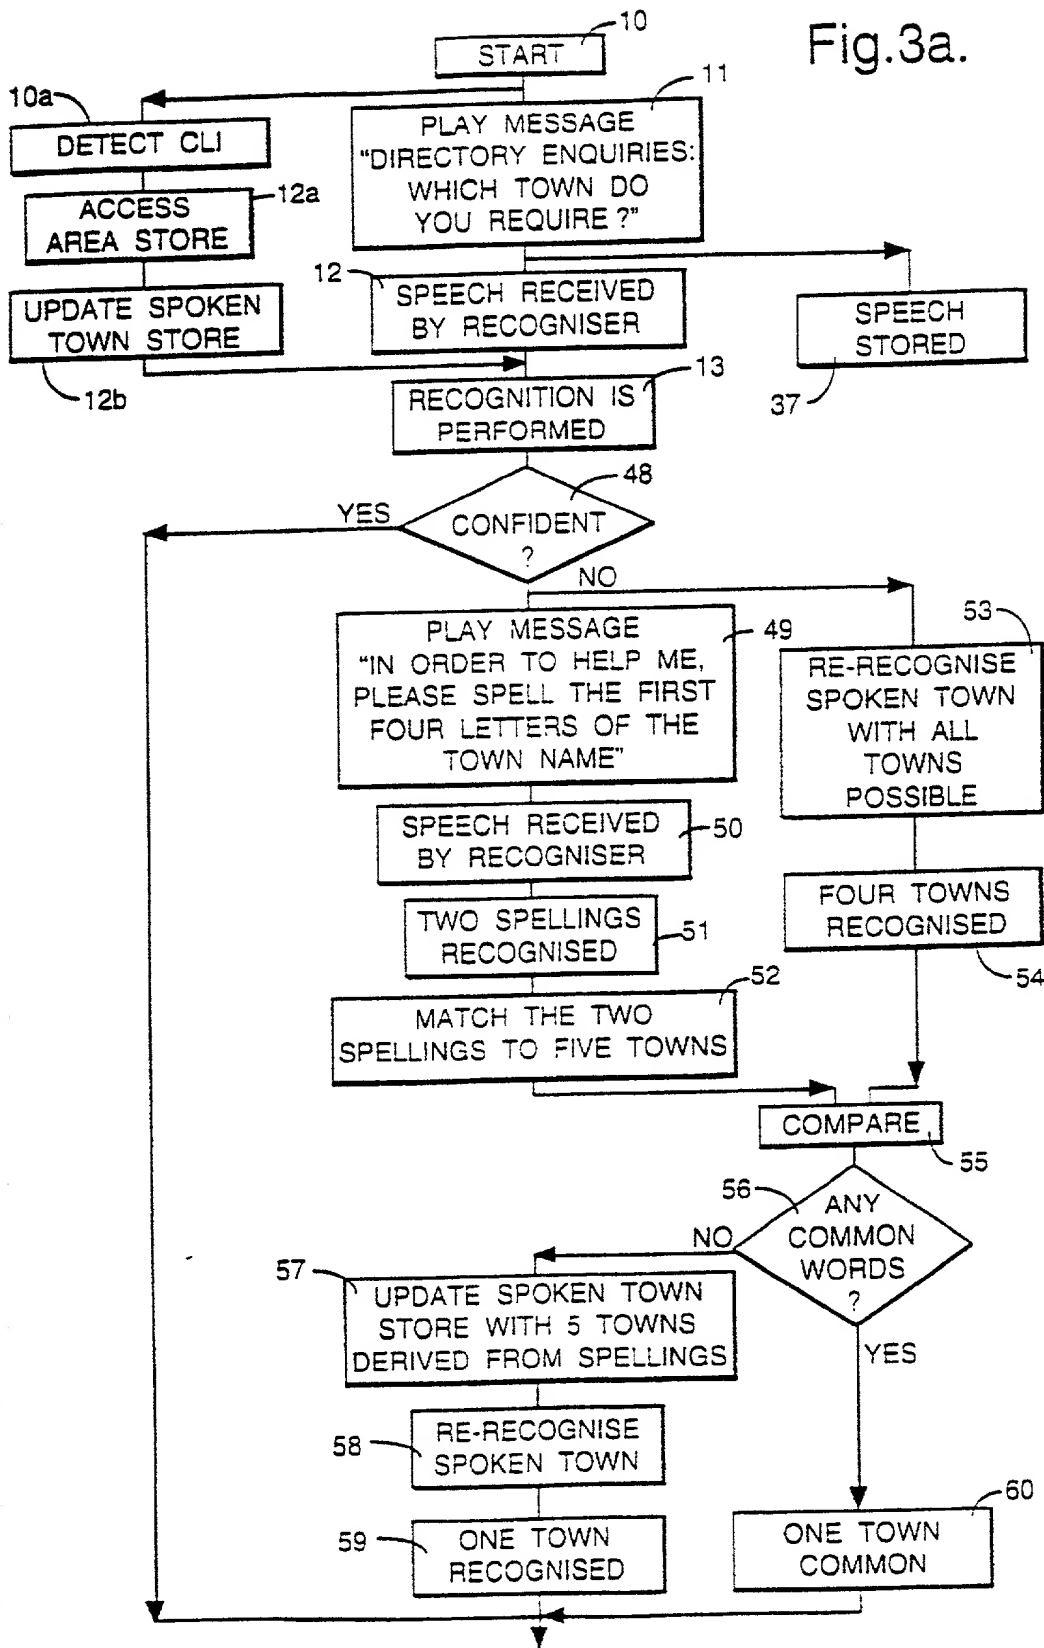 Fig.3a.
START
10
10a
DETECT CLI
11
PLAY MESSAGE
"DIRECTORY ENQUIRIES:
WHICH TOWN DO
YOU REQUIRE?"
12a
ACCESS
AREA STORE
12
SPEECH RECEIVED
BY RECOGNISER
UPDATE SPOKEN
TOWN STORE
12b
SPEECH
STORED
37
13
RECOGNITION IS
PERFORMED
48
CONFIDENT
?
YES
NO
PLAY MESSAGE
"IN ORDER TO HELP ME,
PLEASE SPELL THE FIRST
FOUR LETTERS OF THE
TOWN NAME"
49
53
RE-RECOGNISE
SPOKEN TOWN
WITH ALL
TOWNS
POSSIBLE
SPEECH RECEIVED
BY RECOGNISER
50
TWO SPELLINGS
RECOGNISED
51
FOUR TOWNS
RECOGNISED
54
52
MATCH THE TWO
SPELLINGS TO FIVE TOWNS
COMPARE
55
56
ANY
COMMON
WORDS
?
NO
YES
57
UPDATE SPOKEN TOWN
STORE WITH 5 TOWNS
DERIVED FROM SPELLINGS
58
RE-RECOGNISE
SPOKEN TOWN
59
ONE TOWN
RECOGNISED
60
ONE TOWN
COMMON